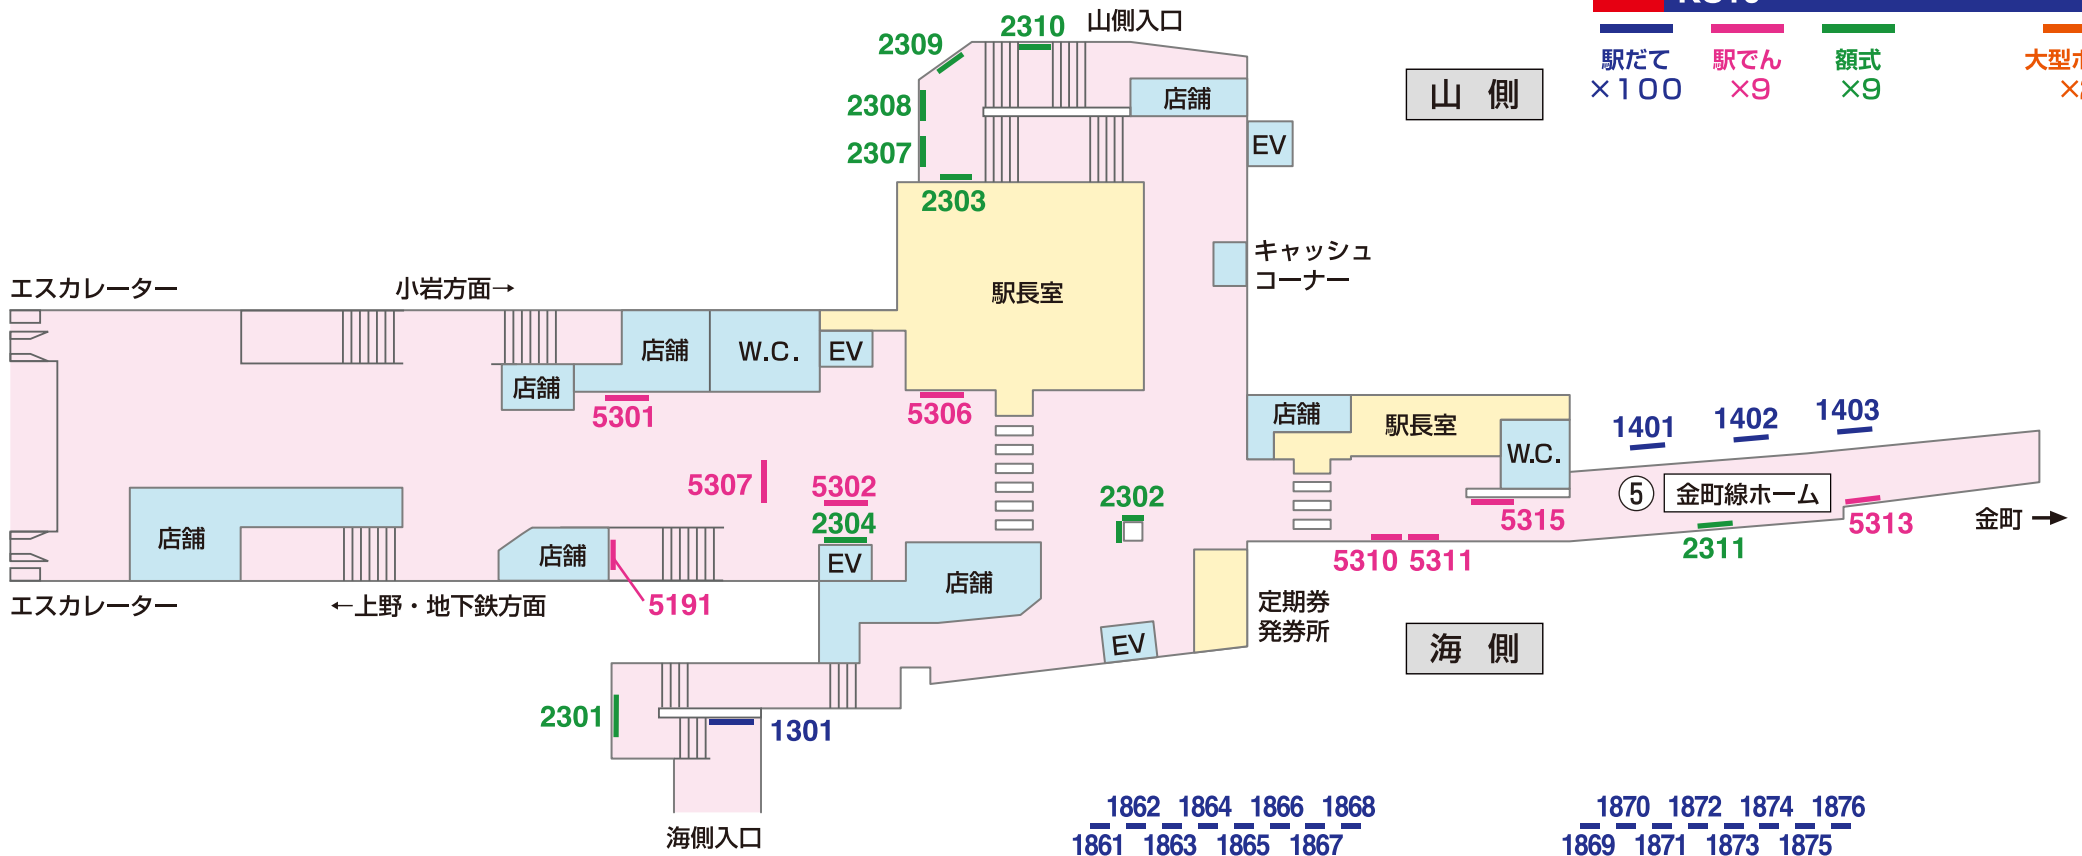 2310
山側入口
2309
駅だて
×100
駅でん
×9
額式
×9
山 側
2308
店舗
2307
EV
2303
キャッシュ
コーナー
駅長室
エスカレーター
小岩方面→
店舗
W.C.
EV
店舗
5301
5306
店舗
駅長室
W.C.
1401
1402
1403
5307
5302
2304
2302
5315
⑤
金町線ホーム
5313
金町→
店舗
店舗
EV
店舗
5310
5311
2311
エスカレーター
←上野・地下鉄方面
5191
定期券
発券所
EV
海 側
2301
1301
海側入口
1862 1864 1866 1868
1861 1863 1865 1867
1870 1872 1874 1876
1869 1871 1873 1875